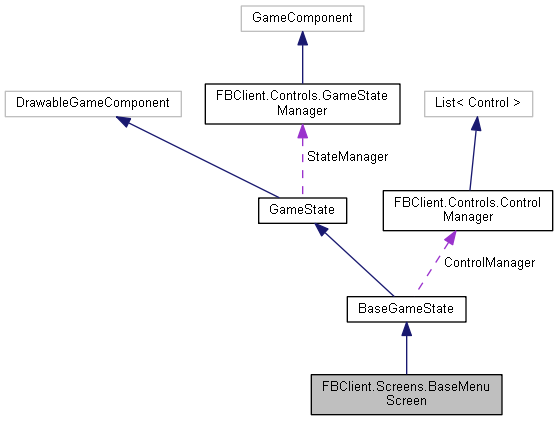 GameComponent
DrawableGameComponent
FBClient.Controls.GameState
Manager
List< Control >
StateManager
GameState
FBClient.Controls.Control
Manager
ControlManager
BaseGameState
FBClient.Screens.BaseMenu
Screen